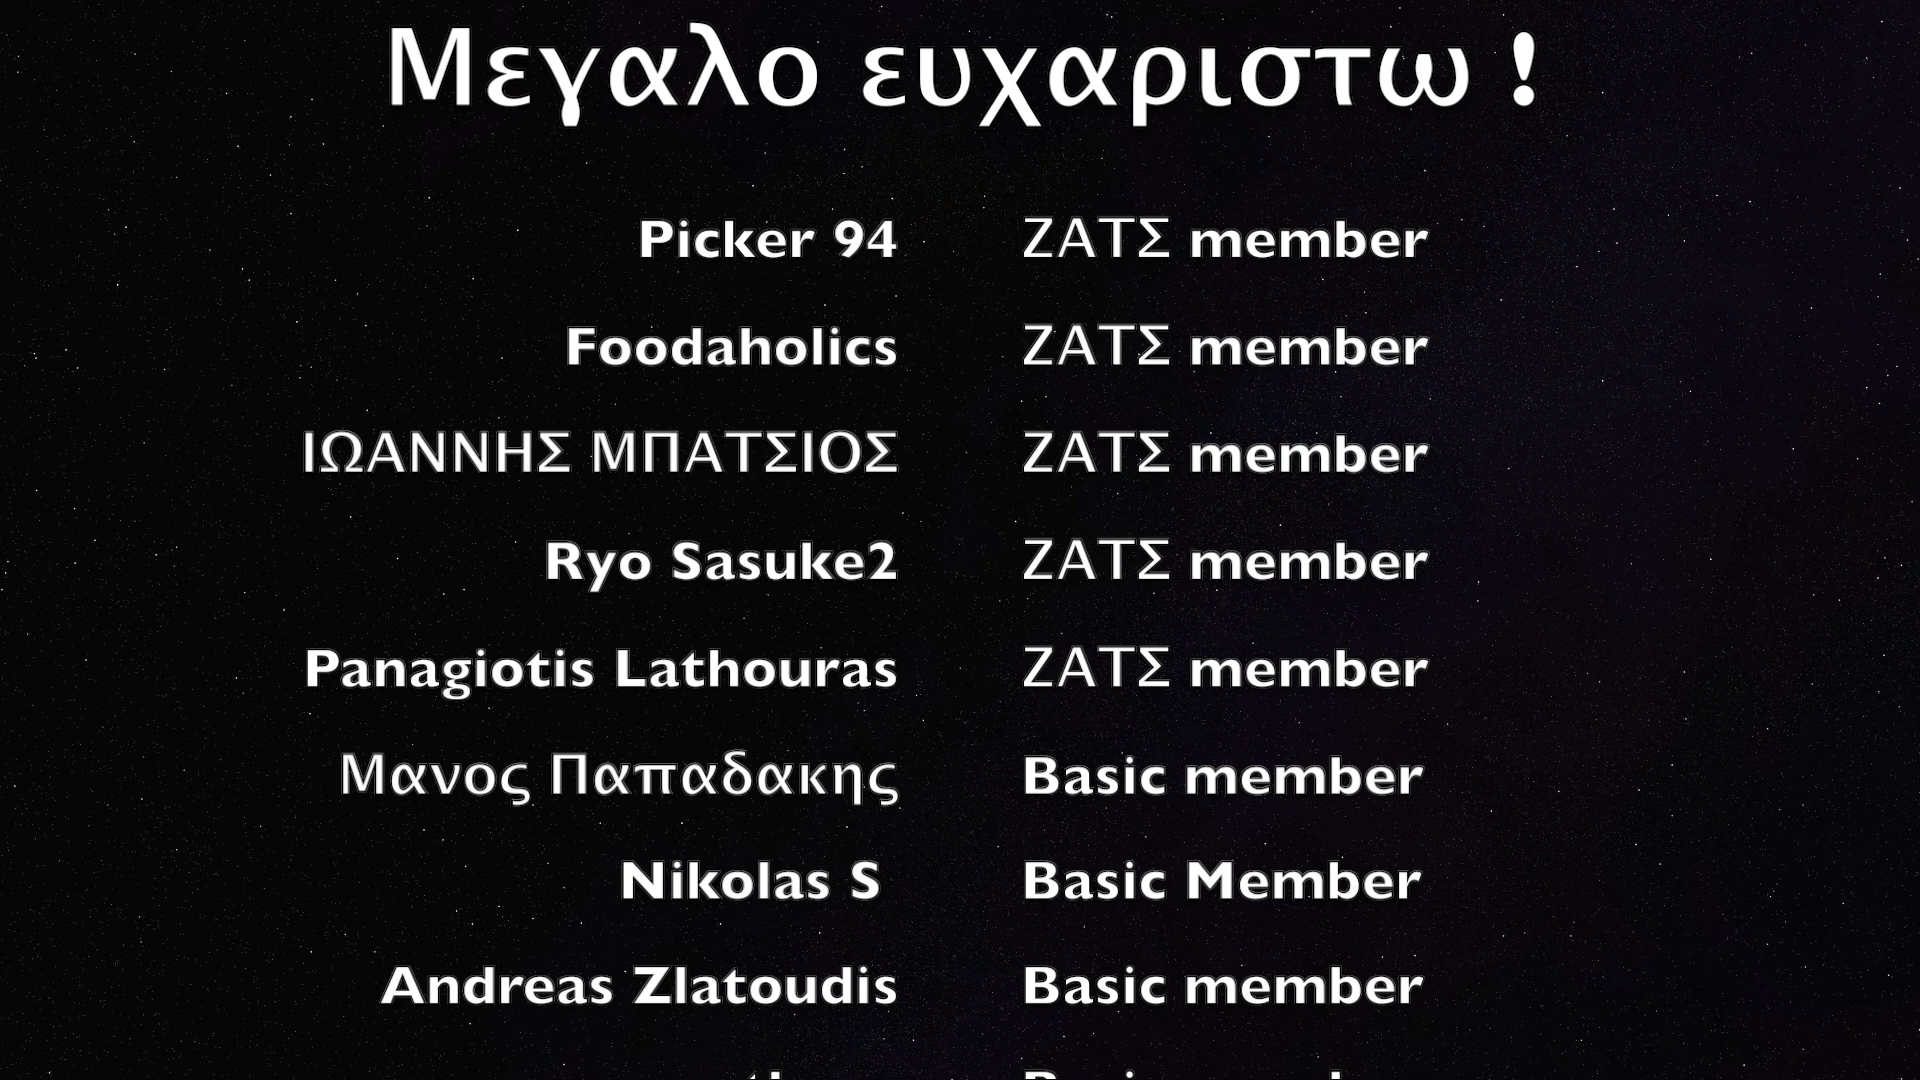 Μεγαλο ευχαριστω !
Picker 94 ΖΑΤΣ member
Foodaholics ΖΑΤΣ member
ΙΩΑΝΝΗΣ ΜΠΑΤΣΙΟΣ ΖΑΤΣ member
Ryo Sasuke2 ΖΑΤΣ member
Panagiotis Lathouras ΖΑΤΣ member
Μανος Παπαδακης Basic member
Nikolas S Basic Member
Andreas Zlatoudis Basic member